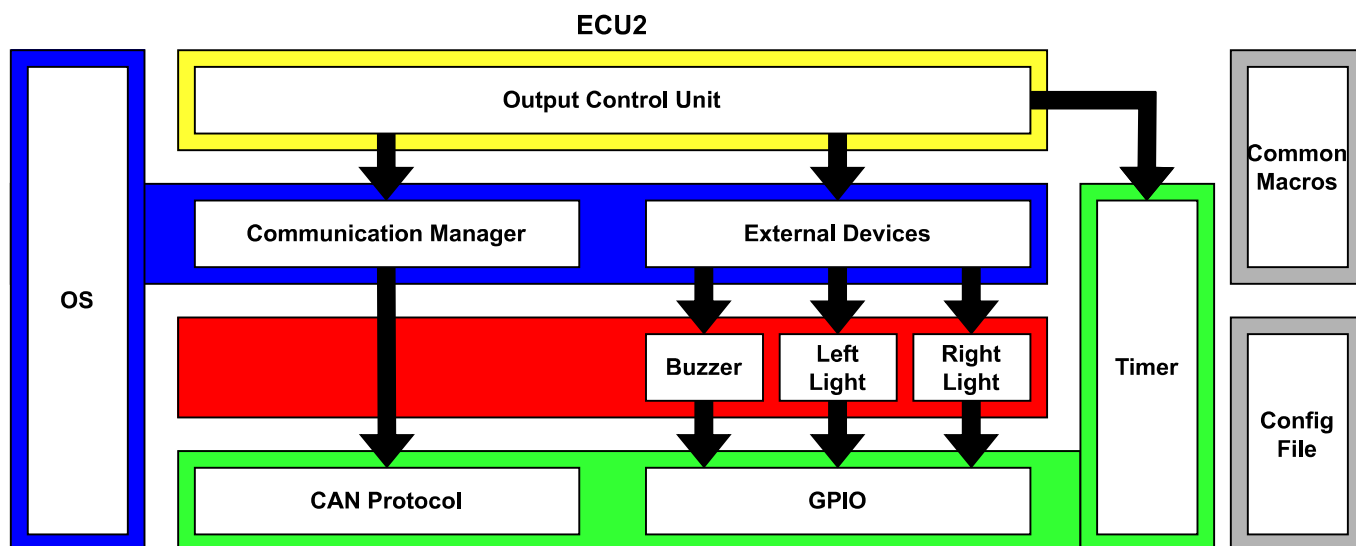 ECU2
Output Control Unit
Common
Macros
Communication Manager
External Devices
OS
Buzzer
Left
Light
Right
Light
Timer
Config
File
CAN Protocol
GPIO